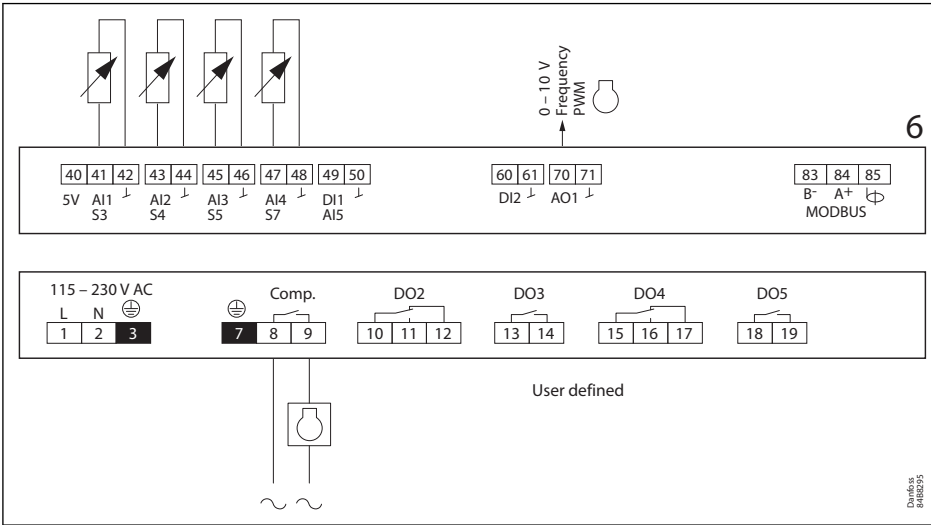 0 – 10 V
Frequency
PWM
6
40 41 42 43 44 45 46 47 48 49 50 60 61 70 71 83 84 85
5V AI1 AI2 AI3 AI4 DI1 DI2 AO1 B- A+
S3 S4 S5 S7 AI5 MODBUS
115 – 230 V AC Comp. DO2 DO3 DO4 DO5
L N
1 2 3 7 8 9 10 11 12 13 14 15 16 17 18 19
User defined
Danfoss
84B8295